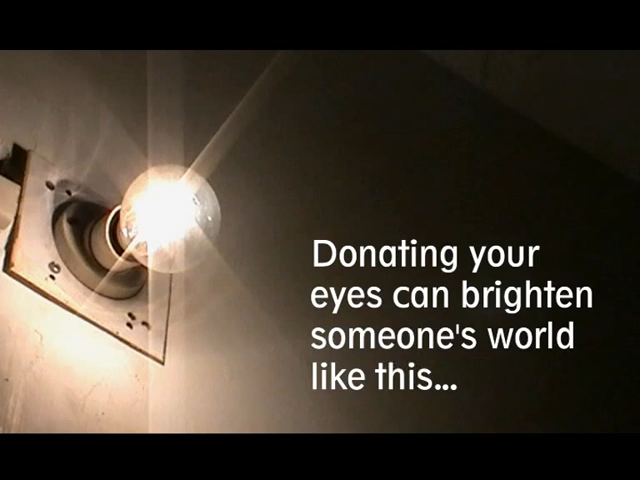 Donating your
eyes can brighten
someone's world
like this...